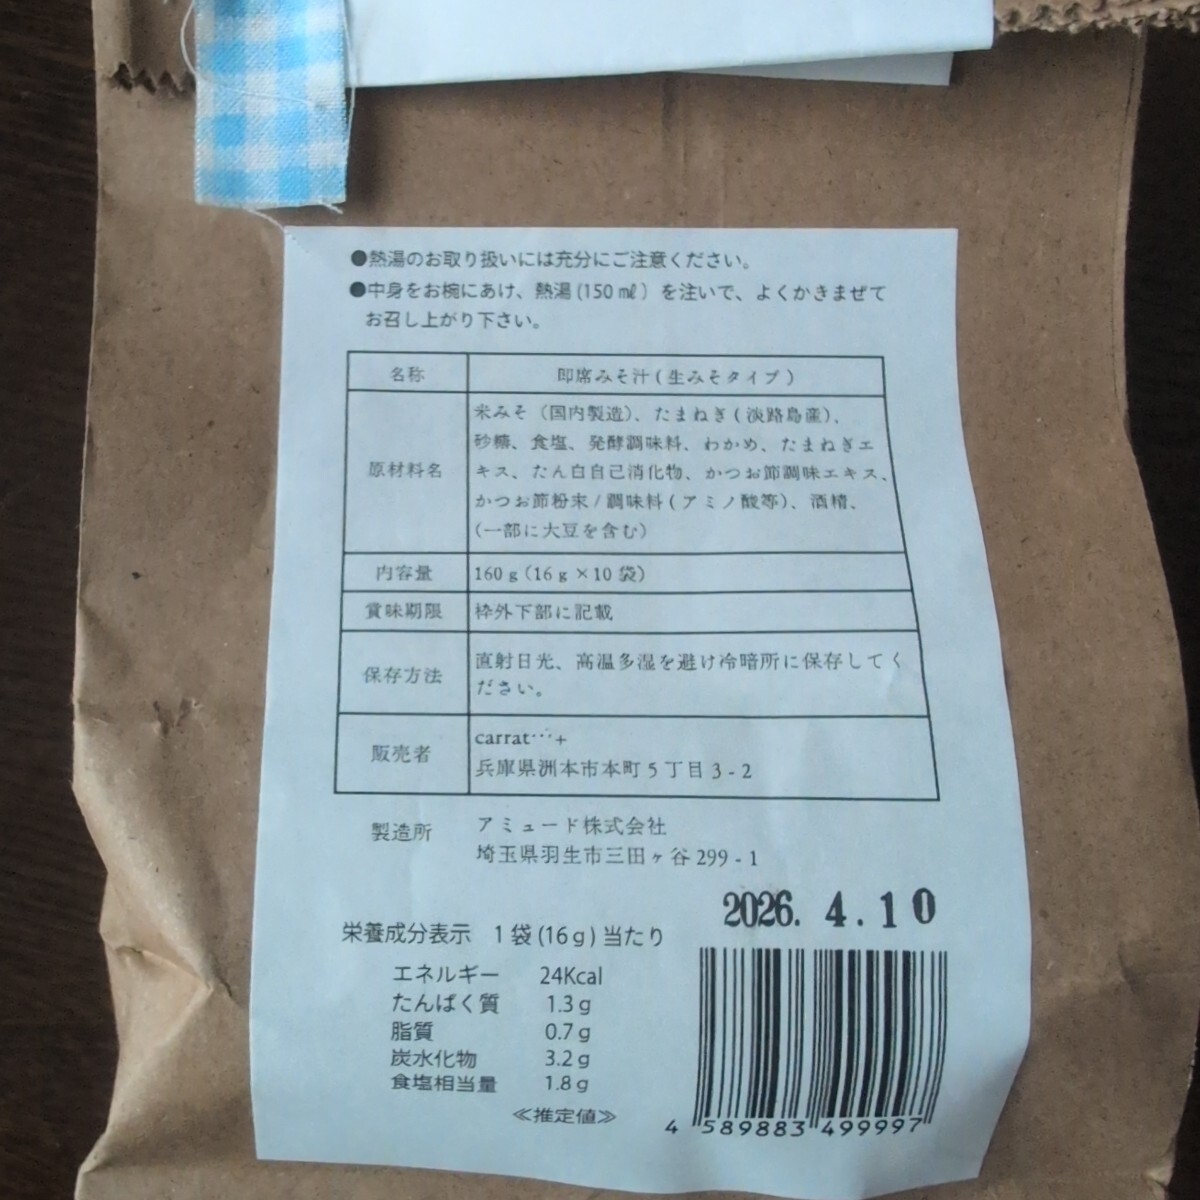 ●熱湯のお取り扱いには充分にご注意ください。
●中身をお椀にあけ、熱湯(150㎖）を注いで、よくかきまぜて
お召し上がり下さい。
名称 即席みそ汁(生みそタイプ)
原材料名 米みそ（国内製造）、たまねぎ(淡路島産)、
砂糖、食塩、発酵調味料、わかめ、たまねぎエ
キス、たん白自己消化物、かつお節調味エキス、
かつお節粉末/調味料(アミノ酸等)、酒精、
（一部に大豆を含む）
内容量 160g（16g×10袋）
賞味期限 枠外下部に記載
保存方法 直射日光、高温多湿を避け冷暗所に保存してく
ださい。
販売者 carrat…+
兵庫県洲本市本町5丁目3-2
製造所 アミュード株式会社
埼玉県羽生市三田ヶ谷299-1
2026. 4.10
栄養成分表示 1袋(16g)当たり
エネルギー 24Kcal
たんぱく質 1.3g
脂質 0.7g
炭水化物 3.2g
食塩相当量 1.8g
≪推定値≫
4 589883 499997